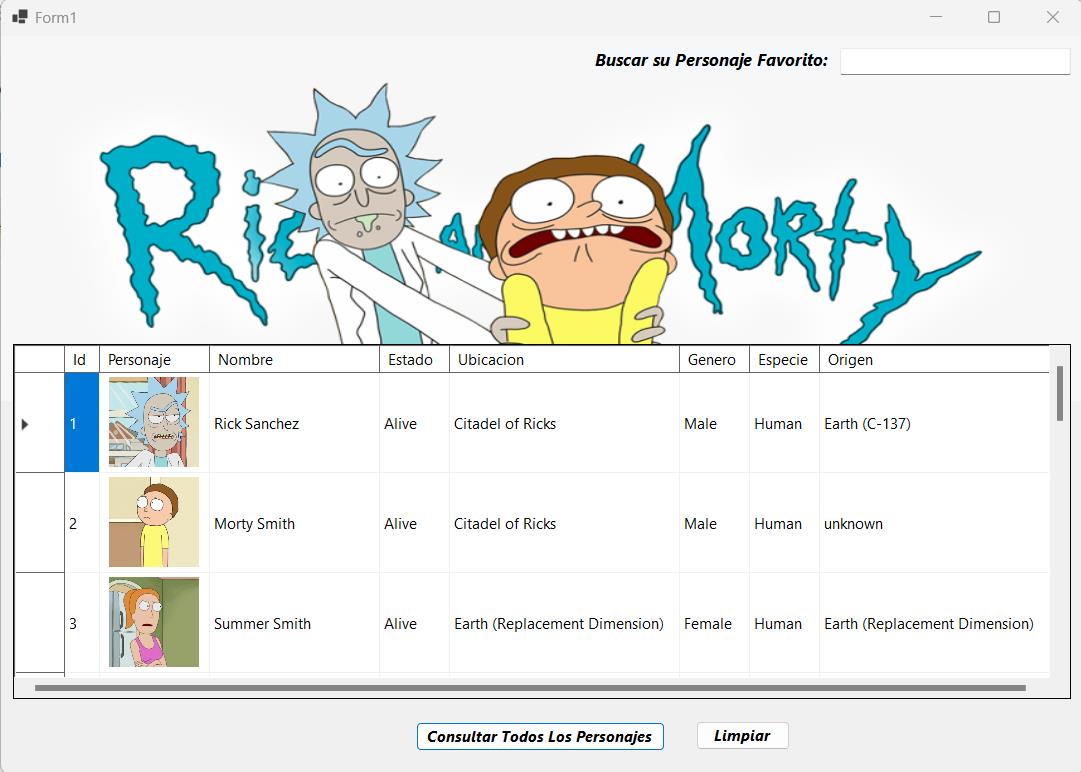 Form1
Buscar su Personaje Favorito:
Rick and Morty
Id Personaje Nombre Estado Ubicacion Genero Especie Origen
1 Rick Sanchez Alive Citadel of Ricks Male Human Earth (C-137)
2 Morty Smith Alive Citadel of Ricks Male Human unknown
3 Summer Smith Alive Earth (Replacement Dimension) Female Human Earth (Replacement Dimension)
Consultar Todos Los Personajes Limpiar